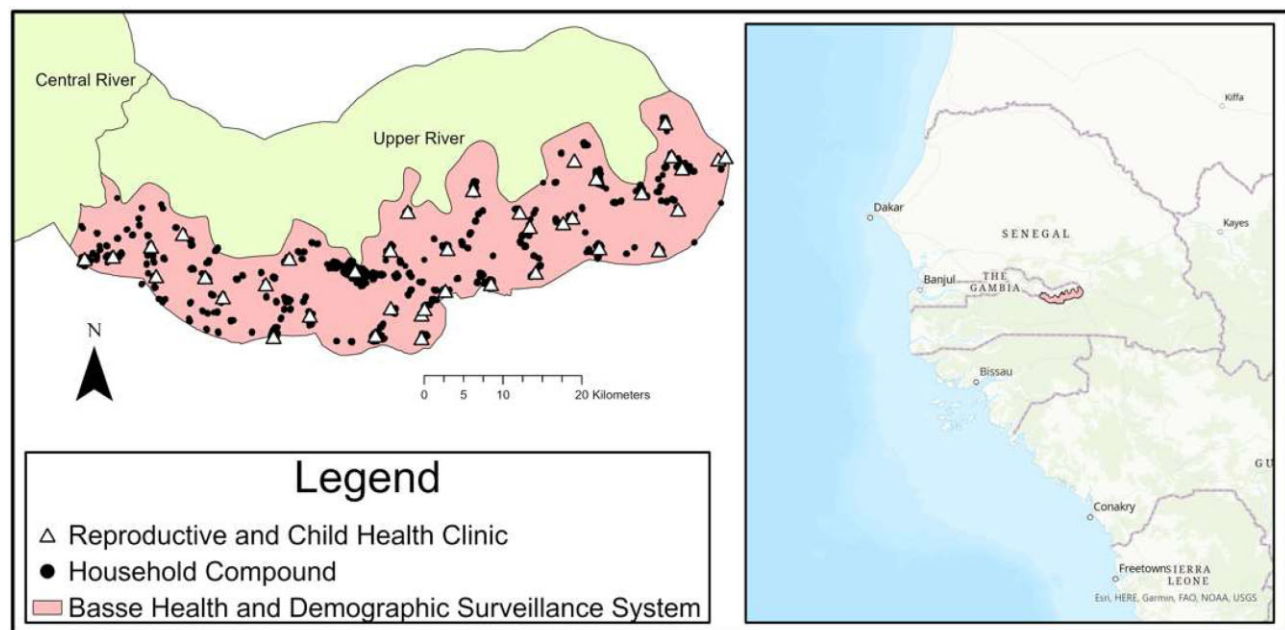 Central River
Upper River
N
0 5 10 20 Kilometers
Legend
Reproductive and Child Health Clinic
Household Compound
Basse Health and Demographic Surveillance System
Kiffa
Dakar
Kayes
SENEGAL
Banjul
THE
GAMBIA
Bissau
GU
Conakry
Freetown
SIERRA
LEONE
Esri, HERE, Garmin, FAO, NOAA, USGS